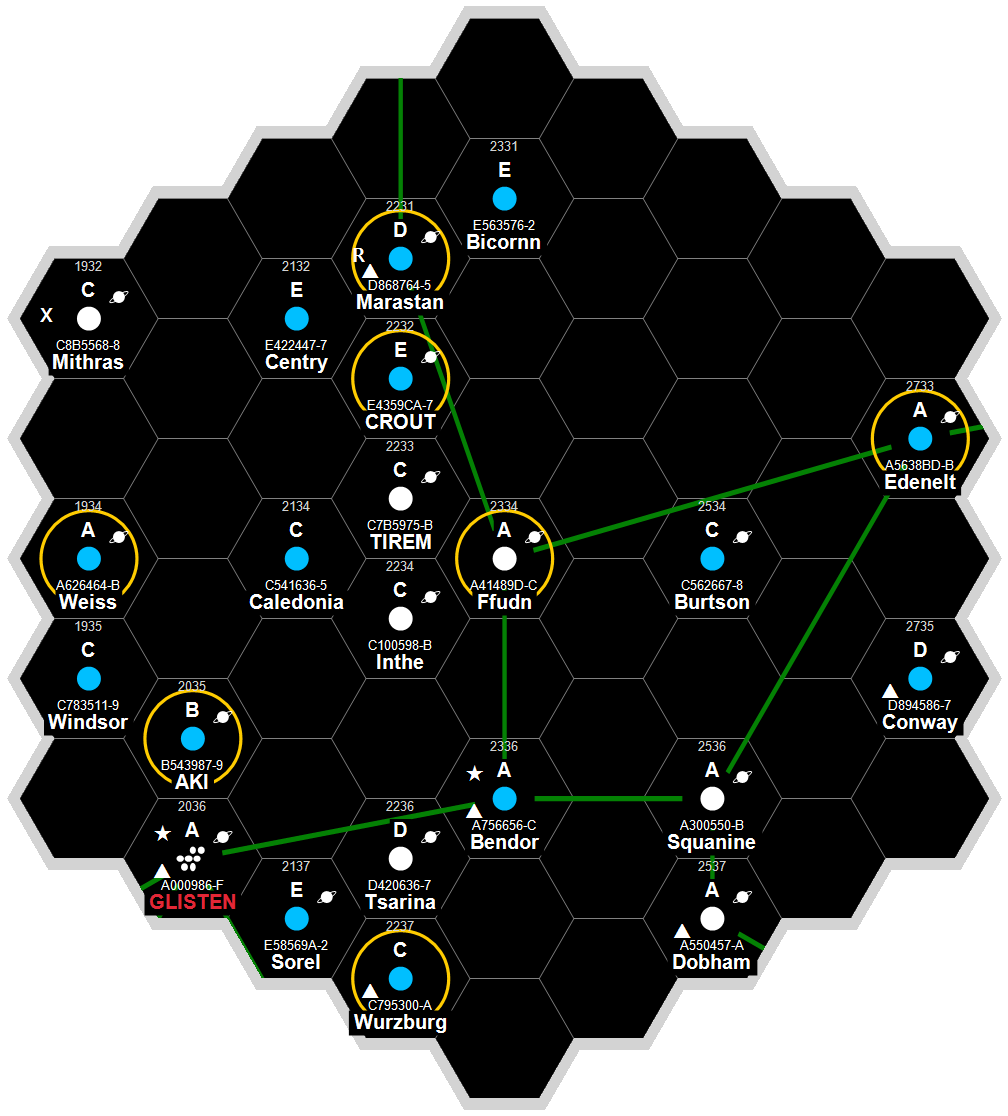 2331
E
E563576-2
Bicornn
2231
D
R
D868764-5
Marastan
1932
C
X
C8B5568-8
Mithras
2132
E
E422447-7
Centry
2232
E
E4359CA-7
CROUT
2733
A
A5638BD-B
Edenelt
2233
C
C7B5975-B
TIREM
1934
A
A626464-B
Weiss
2134
C
C541636-5
Caledonia
2334
A
A41489D-C
Ffudn
2534
C
C562667-8
Burtson
2234
C
C100598-B
Inthe
1935
C
C783511-9
Windsor
2735
D
D894586-7
Conway
2035
B
B543987-9
AKI
2336
A
A756656-C
Bendor
2536
A
A300550-B
Squanine
2036
A
A000986-F
GLISTEN
2236
D
D420636-7
Tsarina
2137
E
E58569A-2
Sorel
2537
A
A550457-A
Dobham
2237
C
C795300-A
Wurzburg